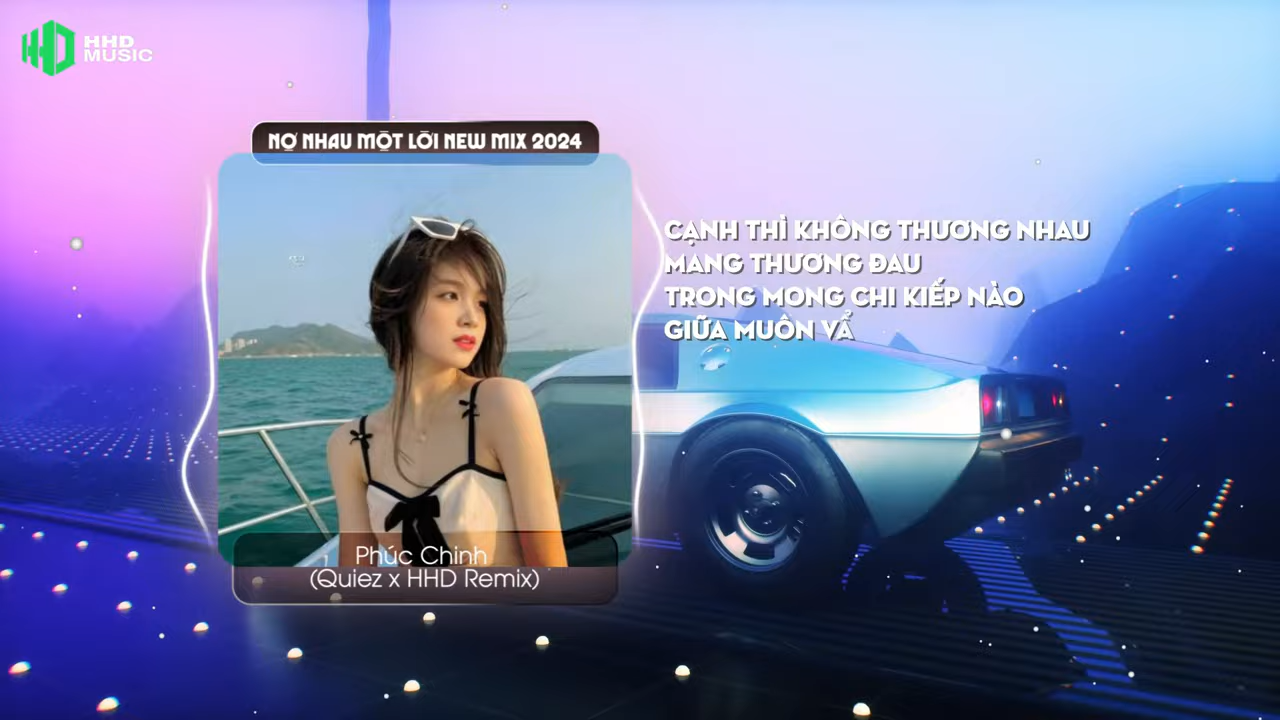 HHD
MUSIC
NỢ NHAU MỘT LỜI NEW MIX 2024
CẠNH THÌ KHÔNG THƯƠNG NHAU
MANG THƯƠNG ĐAU
TRONG MONG CHI KIẾP NÀO
GIỮA MUÔN VẨ
Phúc Chinh
(Quiez x HHD Remix)